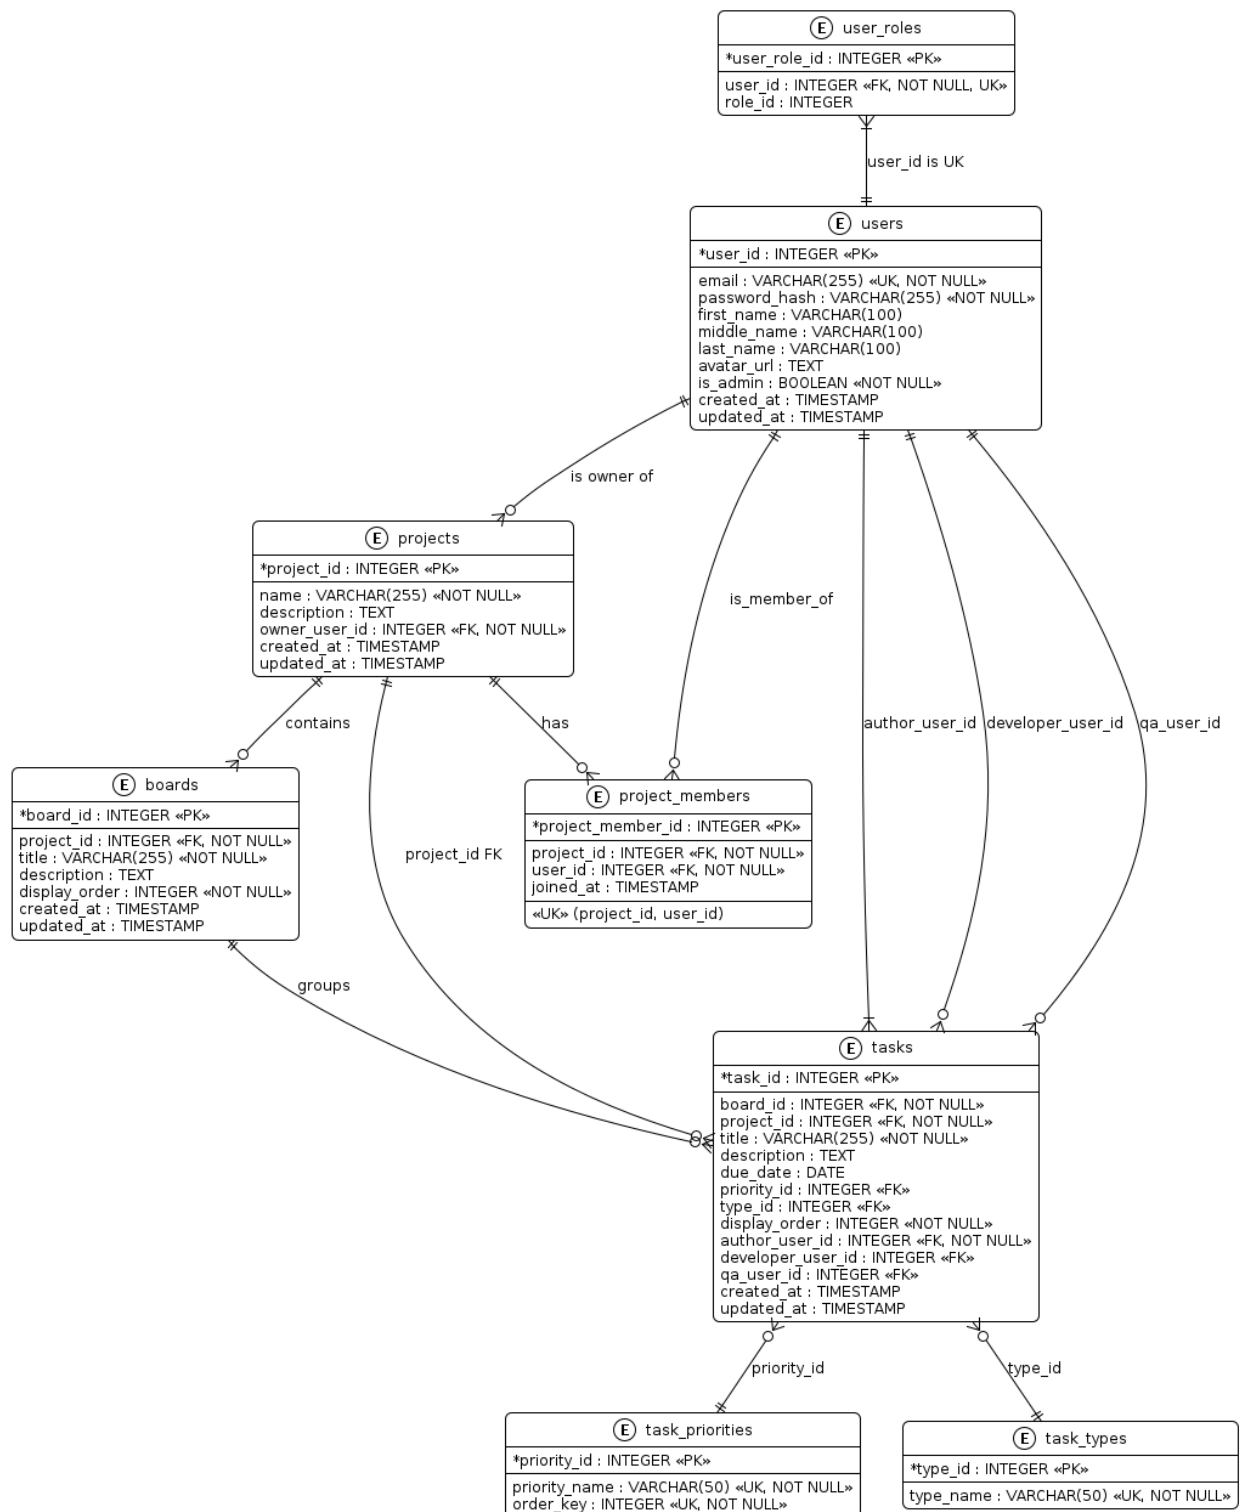 E user_roles
*user_role_id : INTEGER «PK»
user_id : INTEGER «FK, NOT NULL, UK»
role_id : INTEGER
user_id is UK
E users
*user_id : INTEGER «PK»
email : VARCHAR(255) «UK, NOT NULL»
password_hash : VARCHAR(255) «NOT NULL»
first_name : VARCHAR(100)
middle_name : VARCHAR(100)
last_name : VARCHAR(100)
avatar_url : TEXT
is_admin : BOOLEAN «NOT NULL»
created_at : TIMESTAMP
updated_at : TIMESTAMP
is owner of
E projects
*project_id : INTEGER «PK»
name : VARCHAR(255) «NOT NULL»
description : TEXT
owner_user_id : INTEGER «FK, NOT NULL»
created_at : TIMESTAMP
updated_at : TIMESTAMP
is_member_of
contains
has
author_user_id
developer_user_id
qa_user_id
E boards
*board_id : INTEGER «PK»
project_id : INTEGER «FK, NOT NULL»
title : VARCHAR(255) «NOT NULL»
description : TEXT
display_order : INTEGER «NOT NULL»
created_at : TIMESTAMP
updated_at : TIMESTAMP
project_id FK
E project_members
*project_member_id : INTEGER «PK»
project_id : INTEGER «FK, NOT NULL»
user_id : INTEGER «FK, NOT NULL»
joined_at : TIMESTAMP
«UK» (project_id, user_id)
groups
E tasks
*task_id : INTEGER «PK»
board_id : INTEGER «FK, NOT NULL»
project_id : INTEGER «FK, NOT NULL»
title : VARCHAR(255) «NOT NULL»
description : TEXT
due_date : DATE
priority_id : INTEGER «FK»
type_id : INTEGER «FK»
display_order : INTEGER «NOT NULL»
author_user_id : INTEGER «FK, NOT NULL»
developer_user_id : INTEGER «FK»
qa_user_id : INTEGER «FK»
created_at : TIMESTAMP
updated_at : TIMESTAMP
priority_id
type_id
E task_priorities
*priority_id : INTEGER «PK»
priority_name : VARCHAR(50) «UK, NOT NULL»
order_key : INTEGER «UK, NOT NULL»
E task_types
*type_id : INTEGER «PK»
type_name : VARCHAR(50) «UK, NOT NULL»